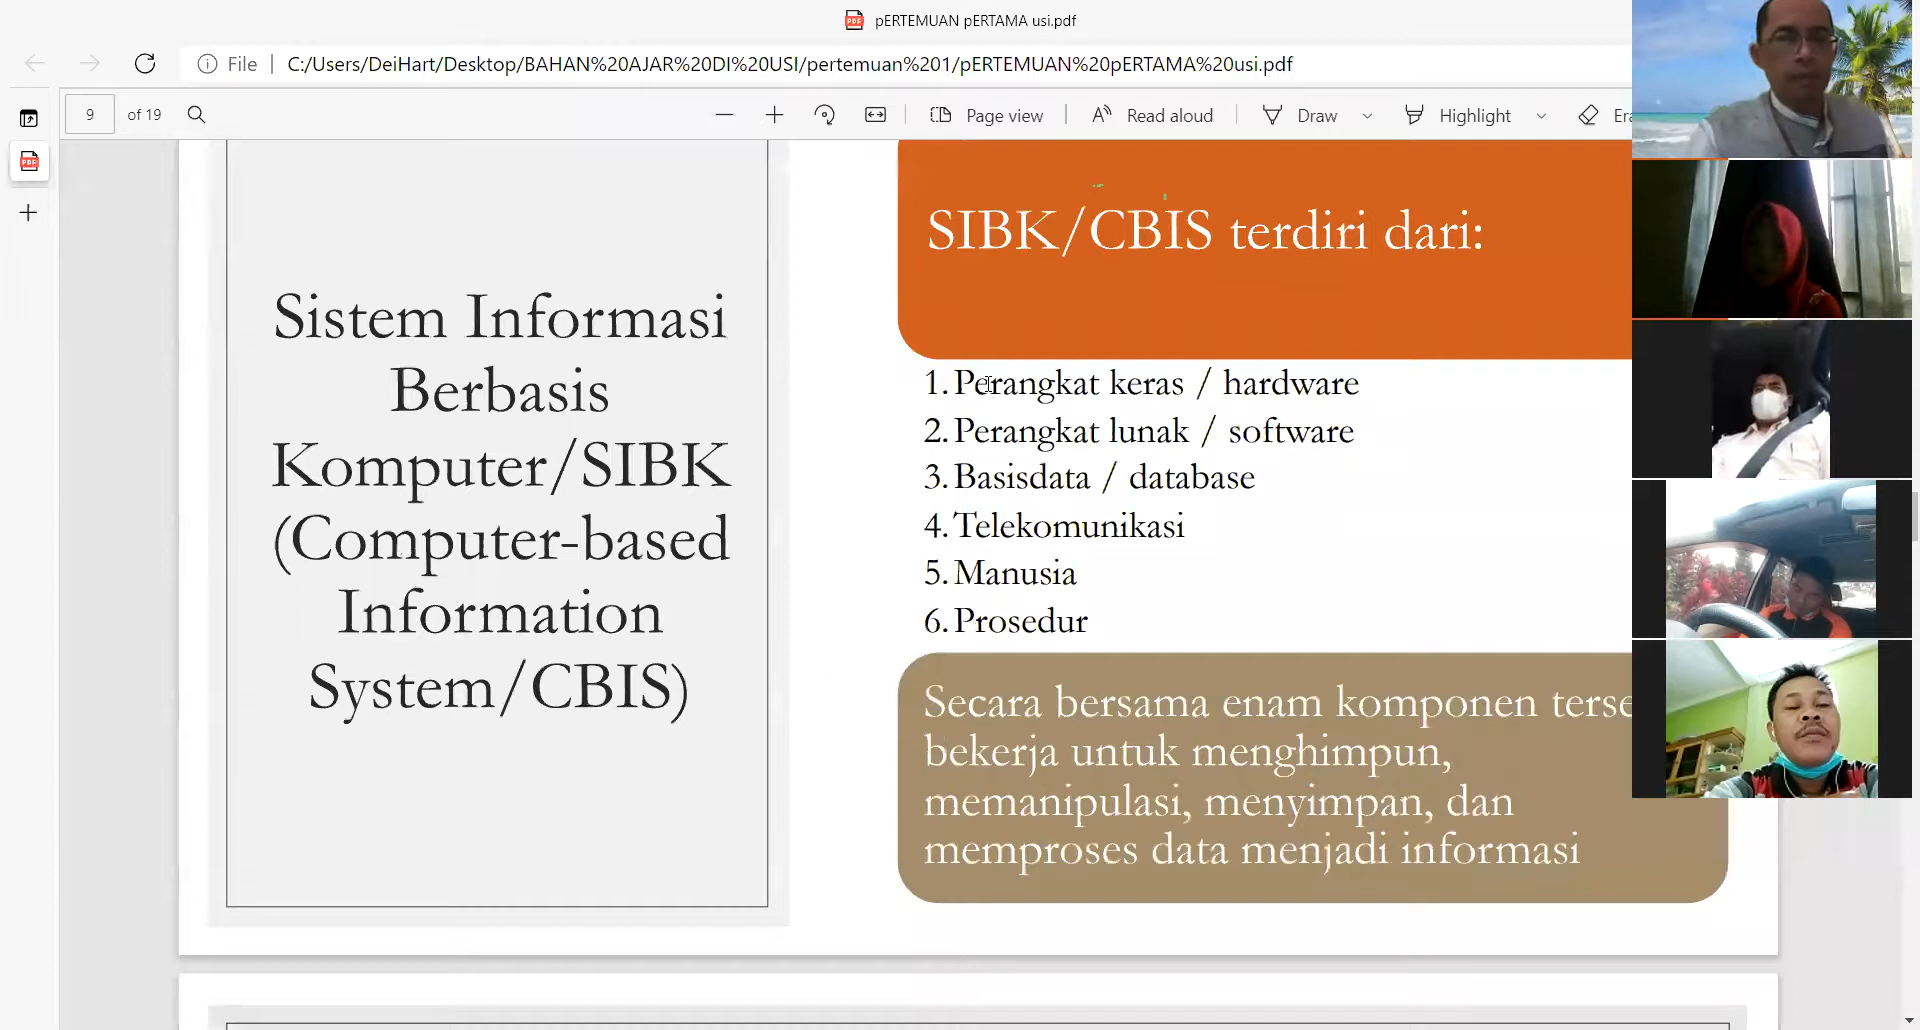 pERTEMUAN pERTAMA usi.pdf
File
C:/Users/DeiHart/Desktop/BAHAN%20AJAR%20DI%20USI/pertemuan%201/pERTEMUAN%20pERTAMA%20usi.pdf
9 of 19
Page view
Read aloud
Draw
Highlight
Era
Sistem Informasi
Berbasis
Komputer/SIBK
(Computer-based
Information
System/CBIS)
SIBK/CBIS terdiri dari:
1. Perangkat keras / hardware
2. Perangkat lunak / software
3. Basisdata / database
4. Telekomunikasi
5. Manusia
6. Prosedur
Secara bersama enam komponen terse
bekerja untuk menghimpun,
memanipulasi, menyimpan, dan
memproses data menjadi informasi